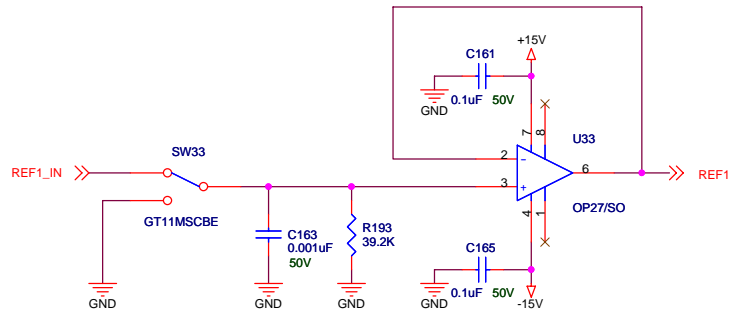 +15V
C161
0.1uF 50V
GND
7
8
U33
2
-
6
REF1
3
+
OP27/SO
4
1
SW33
REF1_IN
GT11MSCBE
C163
0.001uF
50V
R193
39.2K
C165
0.1uF 50V
-15V
GND
GND
GND
GND